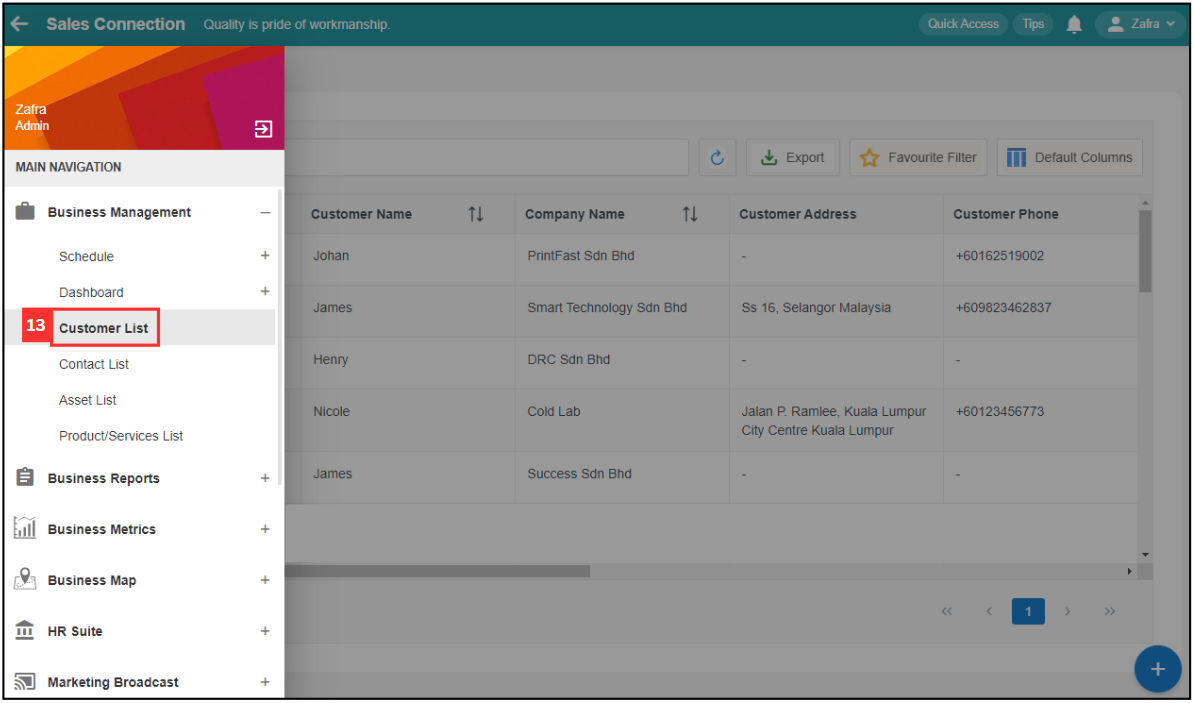 Sales Connection Quality is pride of workmanship. Quick Access Tips Zafra
Zafra
Admin
MAIN NAVIGATION
Business Management
Schedule
Dashboard
13 Customer List
Contact List
Asset List
Product/Services List
Business Reports
Business Metrics
Business Map
HR Suite
Marketing Broadcast
Export Favourite Filter Default Columns
Customer Name Company Name Customer Address Customer Phone
Johan PrintFast Sdn Bhd - +60162519002
James Smart Technology Sdn Bhd Ss 16, Selangor Malaysia +609823462837
Henry DRC Sdn Bhd - -
Nicole Cold Lab Jalan P. Ramlee, Kuala Lumpur +60123456773
City Centre Kuala Lumpur
James Success Sdn Bhd - -
1